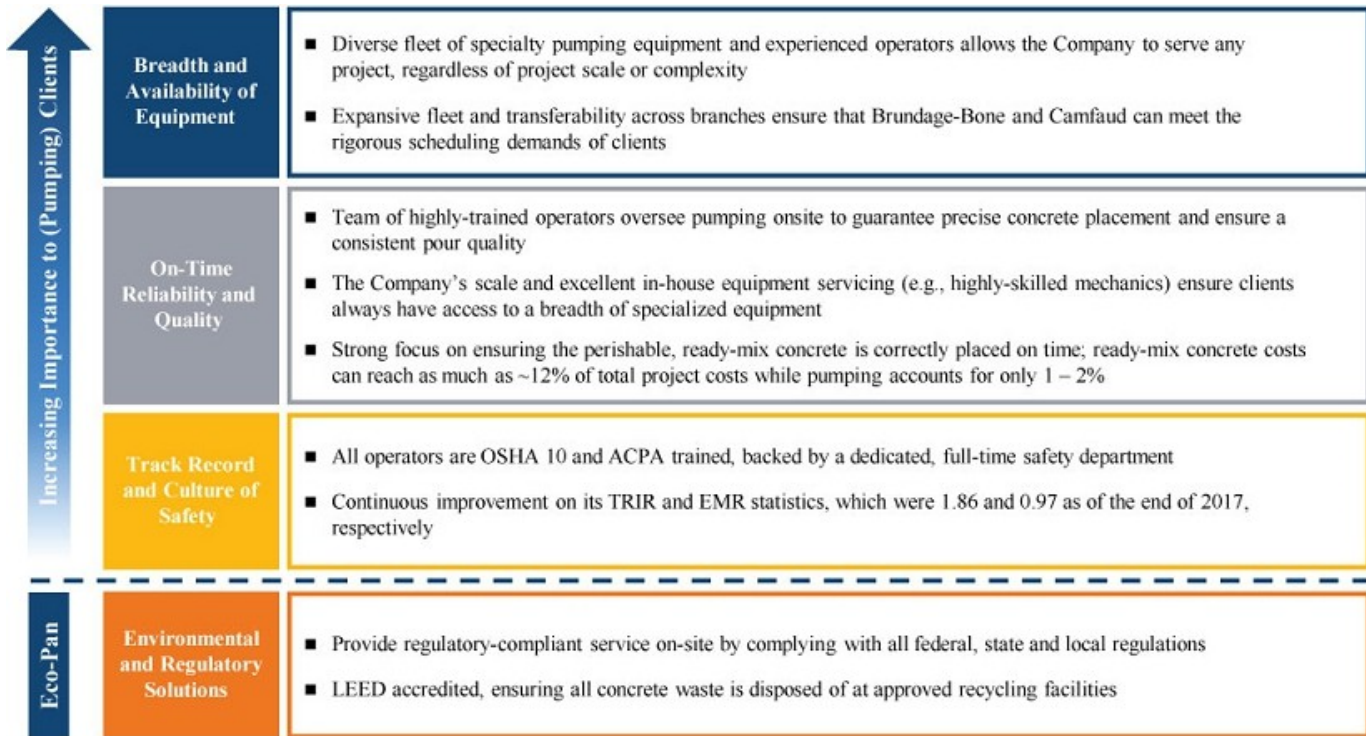 Increasing Importance to (Pumping) Clients
Breadth and
Availability of
Equipment
■ Diverse fleet of specialty pumping equipment and experienced operators allows the Company to serve any
project, regardless of project scale or complexity
■ Expansive fleet and transferability across branches ensure that Brundage-Bone and Camfaud can meet the
rigorous scheduling demands of clients
On-Time
Reliability and
Quality
■ Team of highly-trained operators oversee pumping onsite to guarantee precise concrete placement and ensure a
consistent pour quality
■ The Company’s scale and excellent in-house equipment servicing (e.g., highly-skilled mechanics) ensure clients
always have access to a breadth of specialized equipment
■ Strong focus on ensuring the perishable, ready-mix concrete is correctly placed on time; ready-mix concrete costs
can reach as much as ~12% of total project costs while pumping accounts for only 1 – 2%
Track Record
and Culture of
Safety
■ All operators are OSHA 10 and ACPA trained, backed by a dedicated, full-time safety department
■ Continuous improvement on its TRIR and EMR statistics, which were 1.86 and 0.97 as of the end of 2017,
respectively
Eco-Pan
Environmental
and Regulatory
Solutions
■ Provide regulatory-compliant service on-site by complying with all federal, state and local regulations
■ LEED accredited, ensuring all concrete waste is disposed of at approved recycling facilities